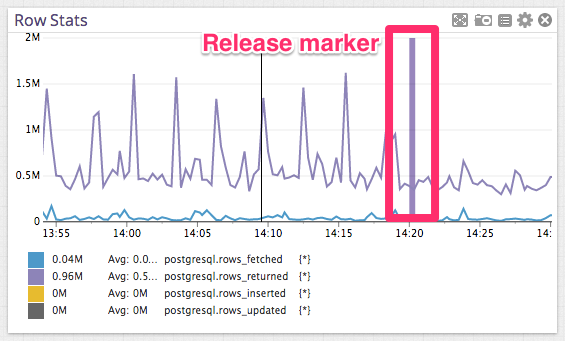 Row Stats
Release marker
2M
1.5M
1M
0.5M
0
13:55 14:00 14:05 14:10 14:15 14:20 14:25 14:
0.04M Avg: 0.0... postgresql.rows_fetched {*}
0.96M Avg: 0.5... postgresql.rows_returned {*}
0M Avg: 0M postgresql.rows_inserted {*}
0M Avg: 0M postgresql.rows_updated {*}